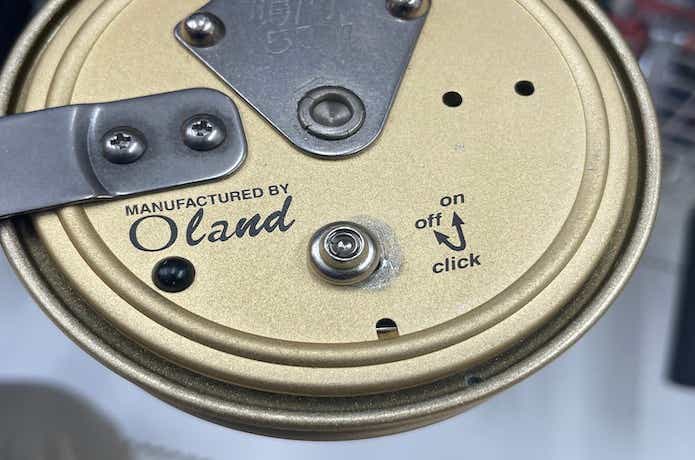 MANUFACTURED BY
Oland
on
off
click